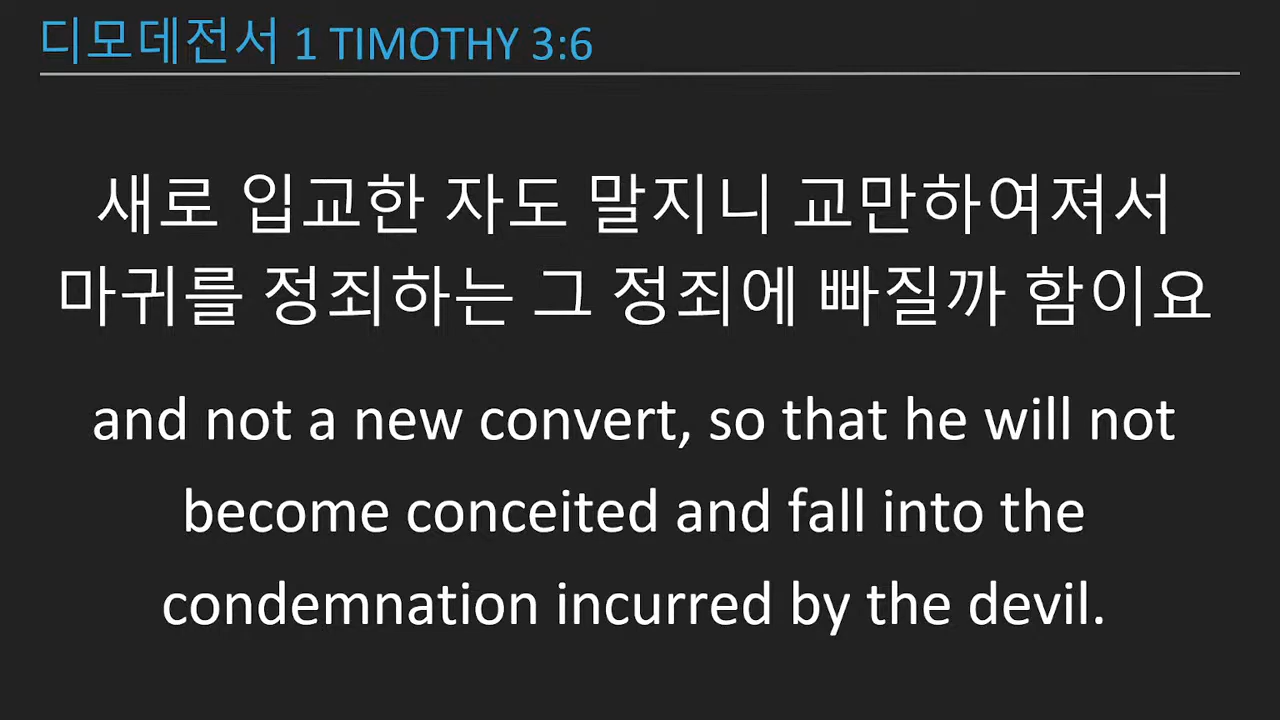 디모데전서 1 TIMOTHY 3:6
새로 입교한 자도 말지니 교만하여져서
마귀를 정죄하는 그 정죄에 빠질까 함이요
and not a new convert, so that he will not
become conceited and fall into the
condemnation incurred by the devil.